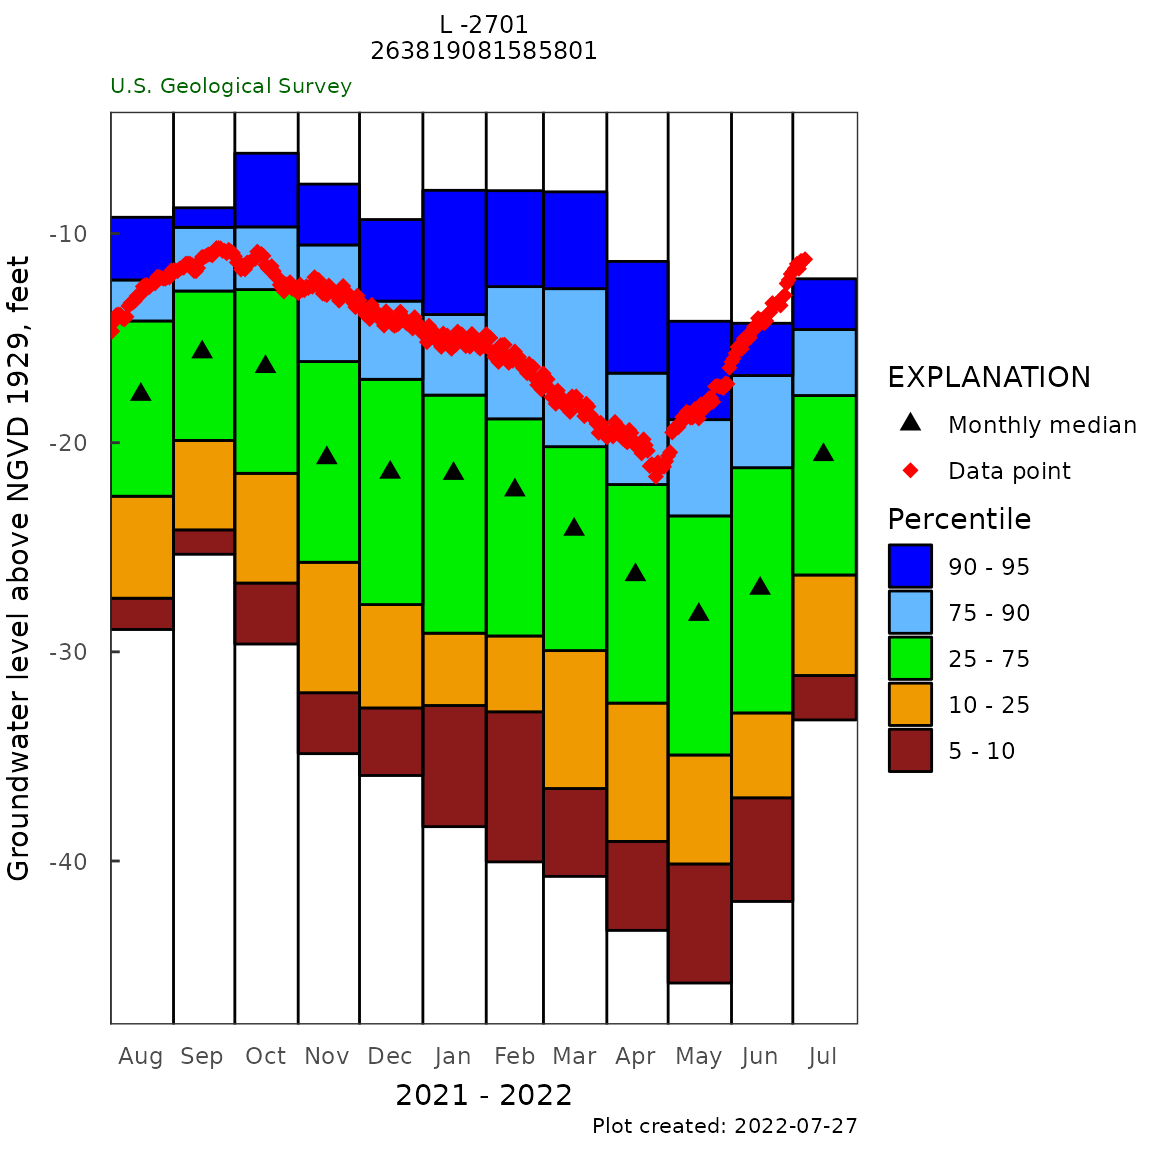 L -2701
263819081585801
U.S. Geological Survey
Groundwater level above NGVD 1929, feet
-10
-20
-30
-40
Aug Sep Oct Nov Dec Jan Feb Mar Apr May Jun Jul
2021 - 2022
Plot created: 2022-07-27
EXPLANATION
Monthly median
Data point
Percentile
90 - 95
75 - 90
25 - 75
10 - 25
5 - 10